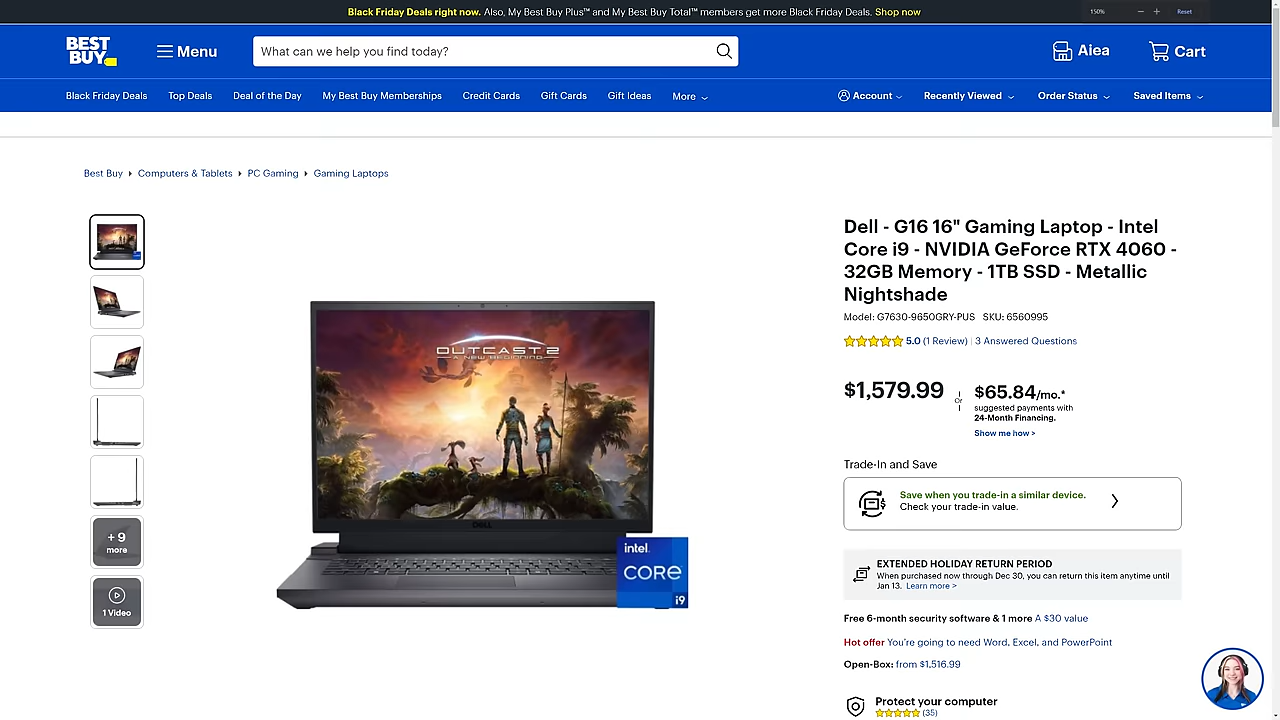 Black Friday Deals right now. Also, My Best Buy Plus™ and My Best Buy Total™ members get more Black Friday Deals. Shop now
150%
Reset
BEST
BUY
Menu
What can we help you find today?
Aiea
Cart
Black Friday Deals
Top Deals
Deal of the Day
My Best Buy Memberships
Credit Cards
Gift Cards
Gift Ideas
More
Account
Recently Viewed
Order Status
Saved Items
Best Buy
Computers & Tablets
PC Gaming
Gaming Laptops
+ 9
more
1 Video
OUTCAST 2
A NEW BEGINNING
DELL
intel.
CORE
i9
Dell - G16 16" Gaming Laptop - Intel
Core i9 - NVIDIA GeForce RTX 4060 -
32GB Memory - 1TB SSD - Metallic
Nightshade
Model: G7630-9650GRY-PUS SKU: 6560995
5.0 (1 Review) | 3 Answered Questions
$1,579.99
Or
$65.84/mo.*
suggested payments with
24-Month Financing.
Show me how >
Trade-In and Save
Save when you trade-in a similar device.
Check your trade-in value.
EXTENDED HOLIDAY RETURN PERIOD
When purchased now through Dec 30, you can return this item anytime until
Jan 13. Learn more >
Free 6-month security software & 1 more A $30 value
Hot offer You're going to need Word, Excel, and PowerPoint
Open-Box: from $1,516.99
Protect your computer
(35)